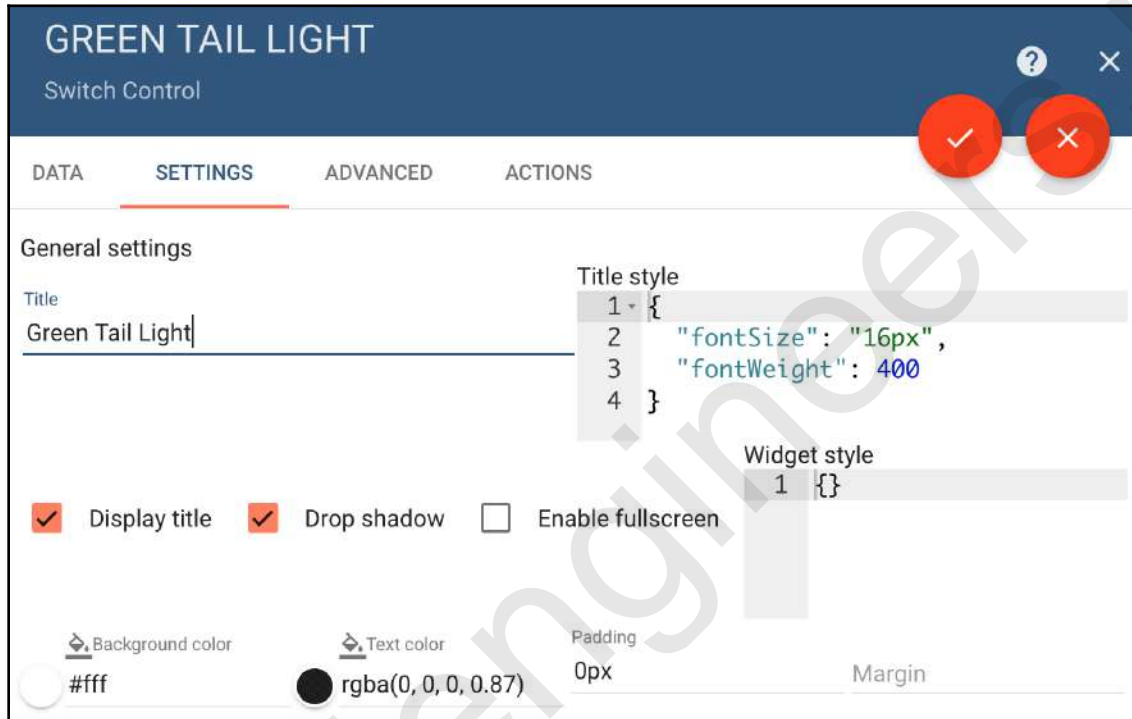 GREEN TAIL LIGHT
Switch Control
?
DATA SETTINGS ADVANCED ACTIONS
General settings
Title
Green Tail Light
Title style
1 {
2 "fontSize": "16px",
3 "fontWeight": 400
4 }
Widget style
1 {}
Display title Drop shadow Enable fullscreen
Background color
#fff
Text color
rgba(0, 0, 0, 0.87)
Padding
0px
Margin
engineers